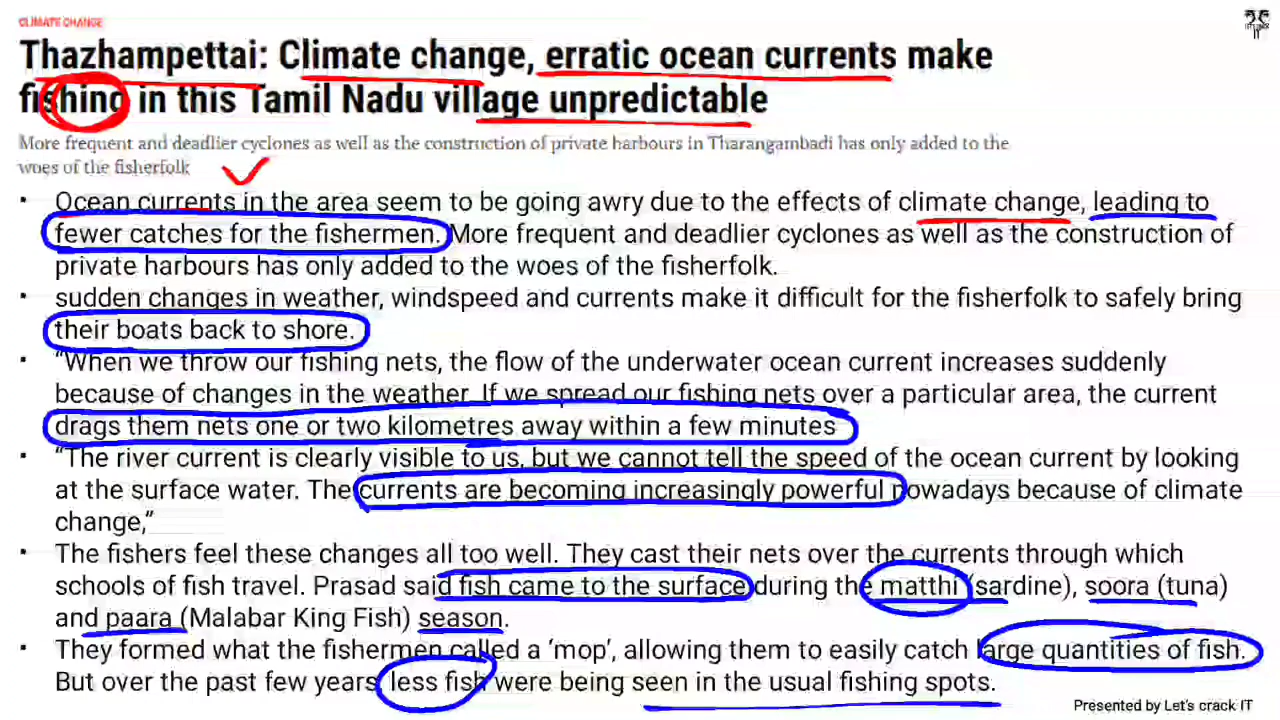 CLIMATE CHANGE
Thazhampettai: Climate change, erratic ocean currents make
fishing in this Tamil Nadu village unpredictable
More frequent and deadlier cyclones as well as the construction of private harbours in Tharangambadi has only added to the
woes of the fisherfolk
• Ocean currents in the area seem to be going awry due to the effects of climate change, leading to
fewer catches for the fishermen. More frequent and deadlier cyclones as well as the construction of
private harbours has only added to the woes of the fisherfolk.
• sudden changes in weather, windspeed and currents make it difficult for the fisherfolk to safely bring
their boats back to shore.
• “When we throw our fishing nets, the flow of the underwater ocean current increases suddenly
because of changes in the weather. If we spread our fishing nets over a particular area, the current
drags them nets one or two kilometres away within a few minutes
• “The river current is clearly visible to us, but we cannot tell the speed of the ocean current by looking
at the surface water. The currents are becoming increasingly powerful nowadays because of climate
change,”
• The fishers feel these changes all too well. They cast their nets over the currents through which
schools of fish travel. Prasad said fish came to the surface during the matthi (sardine), soora (tuna)
and paara (Malabar King Fish) season.
• They formed what the fishermen called a ‘mop’, allowing them to easily catch large quantities of fish.
But over the past few years, less fish were being seen in the usual fishing spots.
Presented by Let's crack IT